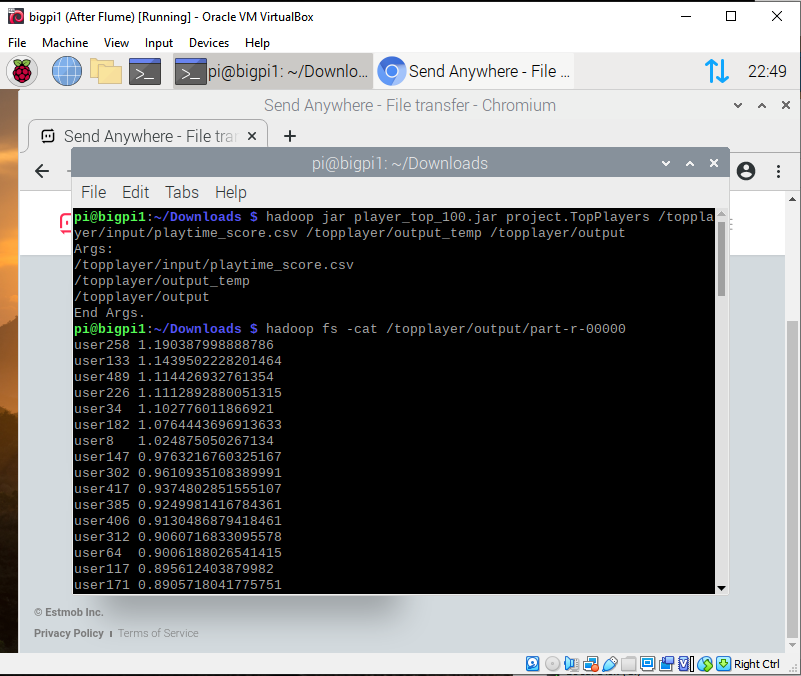 bigpi1 (After Flume) [Running] - Oracle VM VirtualBox
File Machine View Input Devices Help
pi@bigpi1: ~/Downlo... Send Anywhere - File ... 22:49
Send Anywhere - File transfer - Chromium
Send Anywhere - File tra
pi@bigpi1: ~/Downloads
File Edit Tabs Help
pi@bigpi1:~/Downloads $ hadoop jar player_top_100.jar project.TopPlayers /toppla
yer/input/playtime_score.csv /topplayer/output_temp /topplayer/output
Args:
/topplayer/input/playtime_score.csv
/topplayer/output_temp
/topplayer/output
End Args.
pi@bigpi1:~/Downloads $ hadoop fs -cat /topplayer/output/part-r-00000
user258 1.190387998888786
user133 1.1439502228201464
user489 1.114426932761354
user226 1.1112892880051315
user34 1.102776011866921
user182 1.0764443696913633
user8 1.024875050267134
user147 0.9763216760325167
user302 0.9610935108389991
user417 0.9374802851555107
user385 0.9249981416784361
user406 0.9130486879418461
user312 0.9060716833095578
user64 0.9006188026541415
user117 0.895612403879982
user171 0.8905718041775751
© Estmob Inc.
Privacy Policy Terms of Service
Right Ctrl